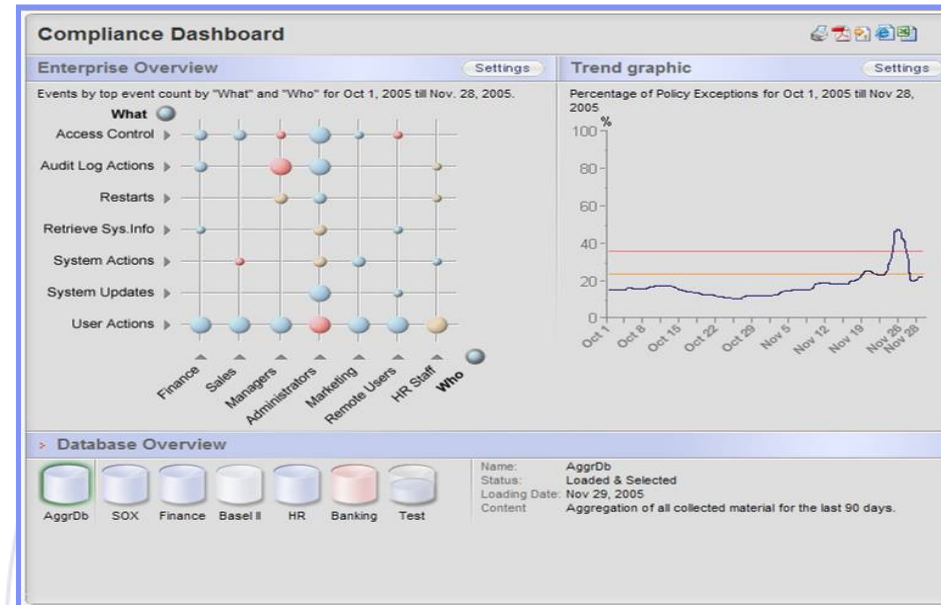 Compliance Dashboard
Enterprise Overview
Settings
Events by top event count by "What" and "Who" for Oct 1, 2005 till Nov. 28, 2005.
What
Access Control
Audit Log Actions
Restarts
Retrieve Sys.Info
System Actions
System Updates
User Actions
Finance
Sales
Managers
Administrators
Marketing
Remote Users
HR Staff
Who
Trend graphic
Settings
Percentage of Policy Exceptions for Oct 1, 2005 till Nov 28,
2005
%
100
80
60
40
20
0
Oct 1
Oct 8
Oct 15
Oct 22
Oct 29
Nov 5
Nov 12
Nov 19
Nov 26
Nov 28
Database Overview
AggrDb
SOX
Finance
Basel II
HR
Banking
Test
Name: AggrDb
Status: Loaded & Selected
Loading Date: Nov 29, 2005
Content Aggregation of all collected material for the last 90 days.